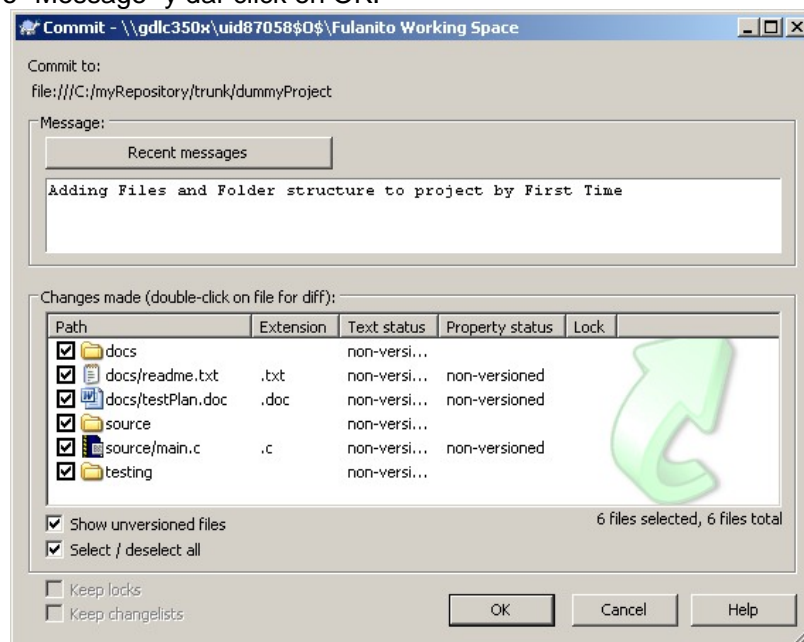 "Message" y dar click en OK.
Commit - \\gdlc350x\uid87058$O$\Fulanito Working Space
Commit to:
file:///C:/myRepository/trunk/dummyProject
Message:
Recent messages
Adding Files and Folder structure to project by First Time
Changes made (double-click on file for diff):
Path Extension Text status Property status Lock
docs non-versi...
docs/readme.txt .txt non-versi... non-versioned
docs/testPlan.doc .doc non-versi... non-versioned
source non-versi...
source/main.c .c non-versi... non-versioned
testing non-versi...
Show unversioned files 6 files selected, 6 files total
Select / deselect all
Keep locks
Keep changelists
OK Cancel Help